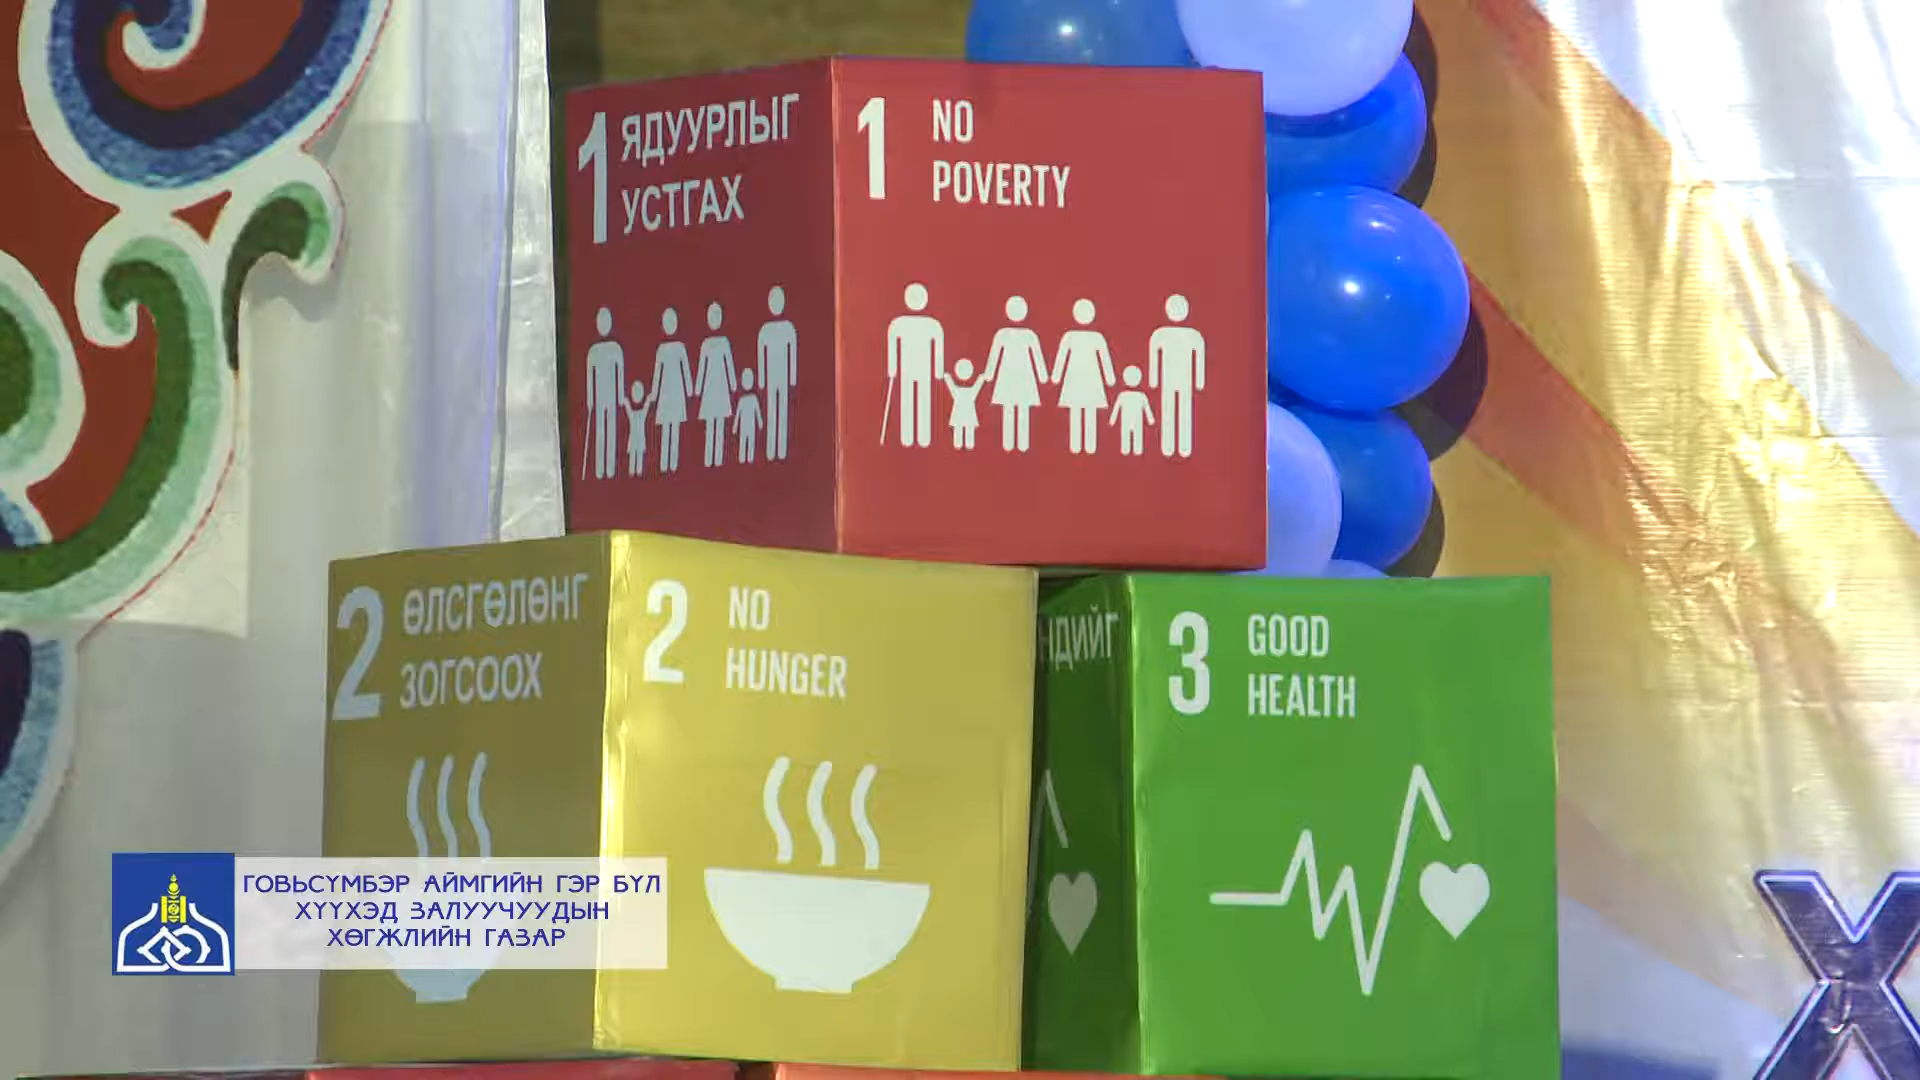 1 ЯДУУРЛЫГ
УСТГАХ
1 NO
POVERTY
2 ӨЛСГӨЛӨНГ
ЗОГСООХ
2 NO
HUNGER
3 GOOD
HEALTH
ГОВЬСҮМБЭР АЙМГИЙН ГЭР БҮЛ
ХҮҮХЭД ЗАЛУУЧУУДЫН
ХӨГЖЛИЙН ГАЗАР
Х